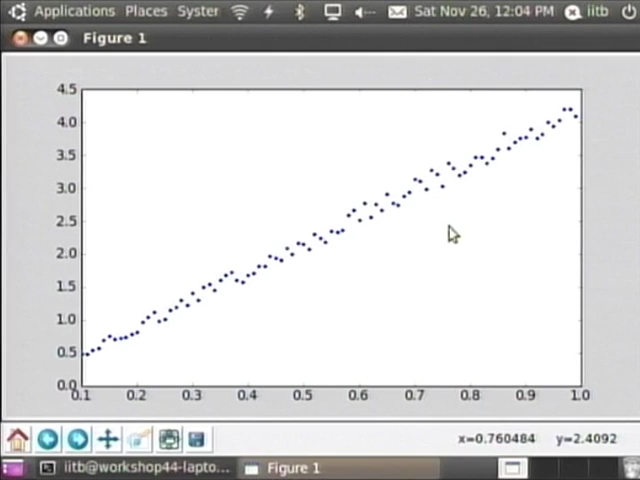 Applications Places Syster Sat Nov 26, 12:04 PM iitb
Figure 1
4.5
4.0
3.5
3.0
2.5
2.0
1.5
1.0
0.5
0.0
0.1 0.2 0.3 0.4 0.5 0.6 0.7 0.8 0.9 1.0
x=0.760484 y=2.4092
iitb@workshop44-lapto... Figure 1